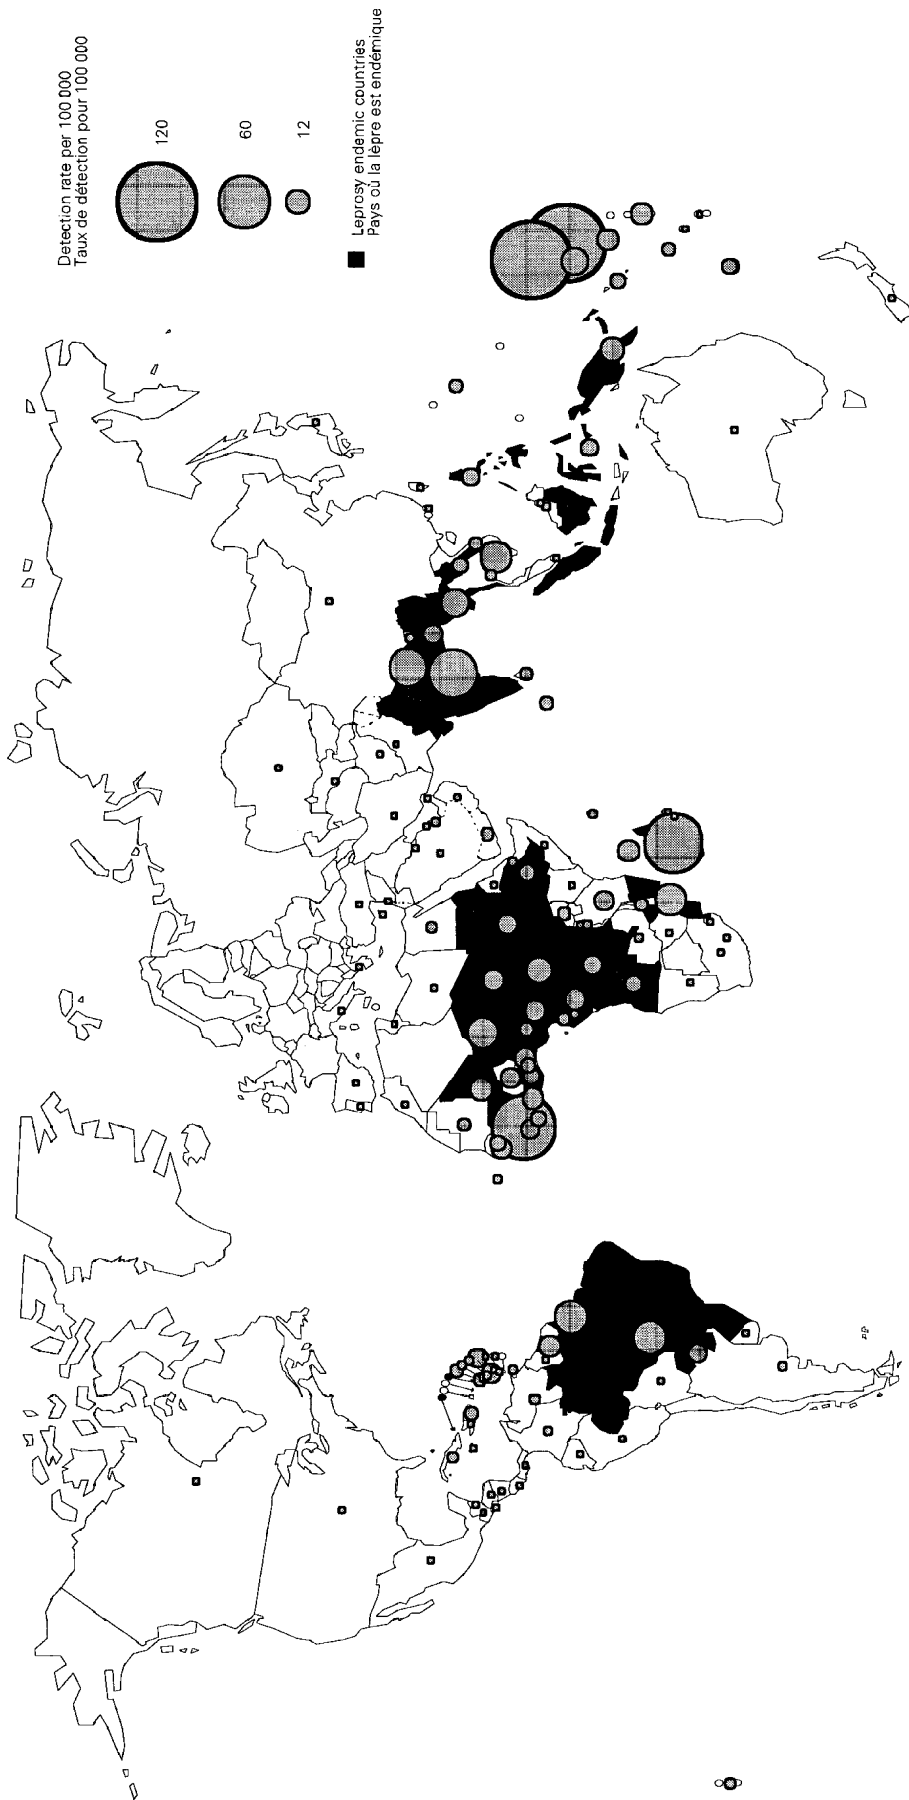 Detection rate per 100 000
Taux de détection pour 100 000
120
60
12
Leprosy endemic countries
Pays où la lèpre est endémique